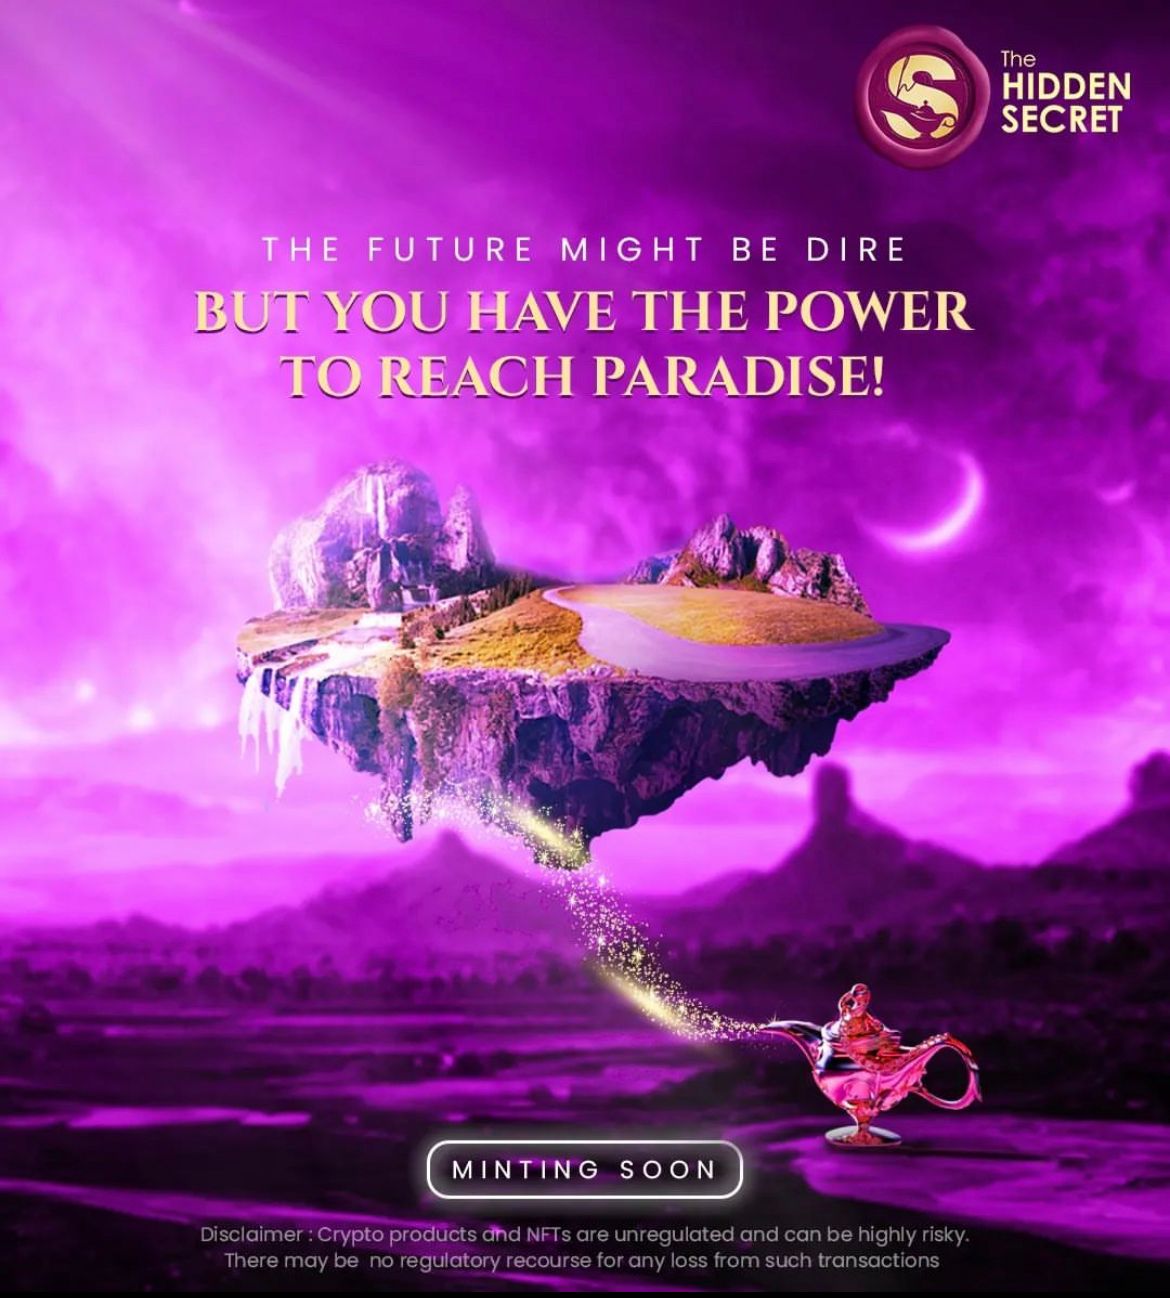 The
HIDDEN
SECRET
THE FUTURE MIGHT BE DIRE
BUT YOU HAVE THE POWER
TO REACH PARADISE!
MINTING SOON
Disclaimer : Crypto products and NFTs are unregulated and can be highly risky.
There may be no regulatory recourse for any loss from such transactions